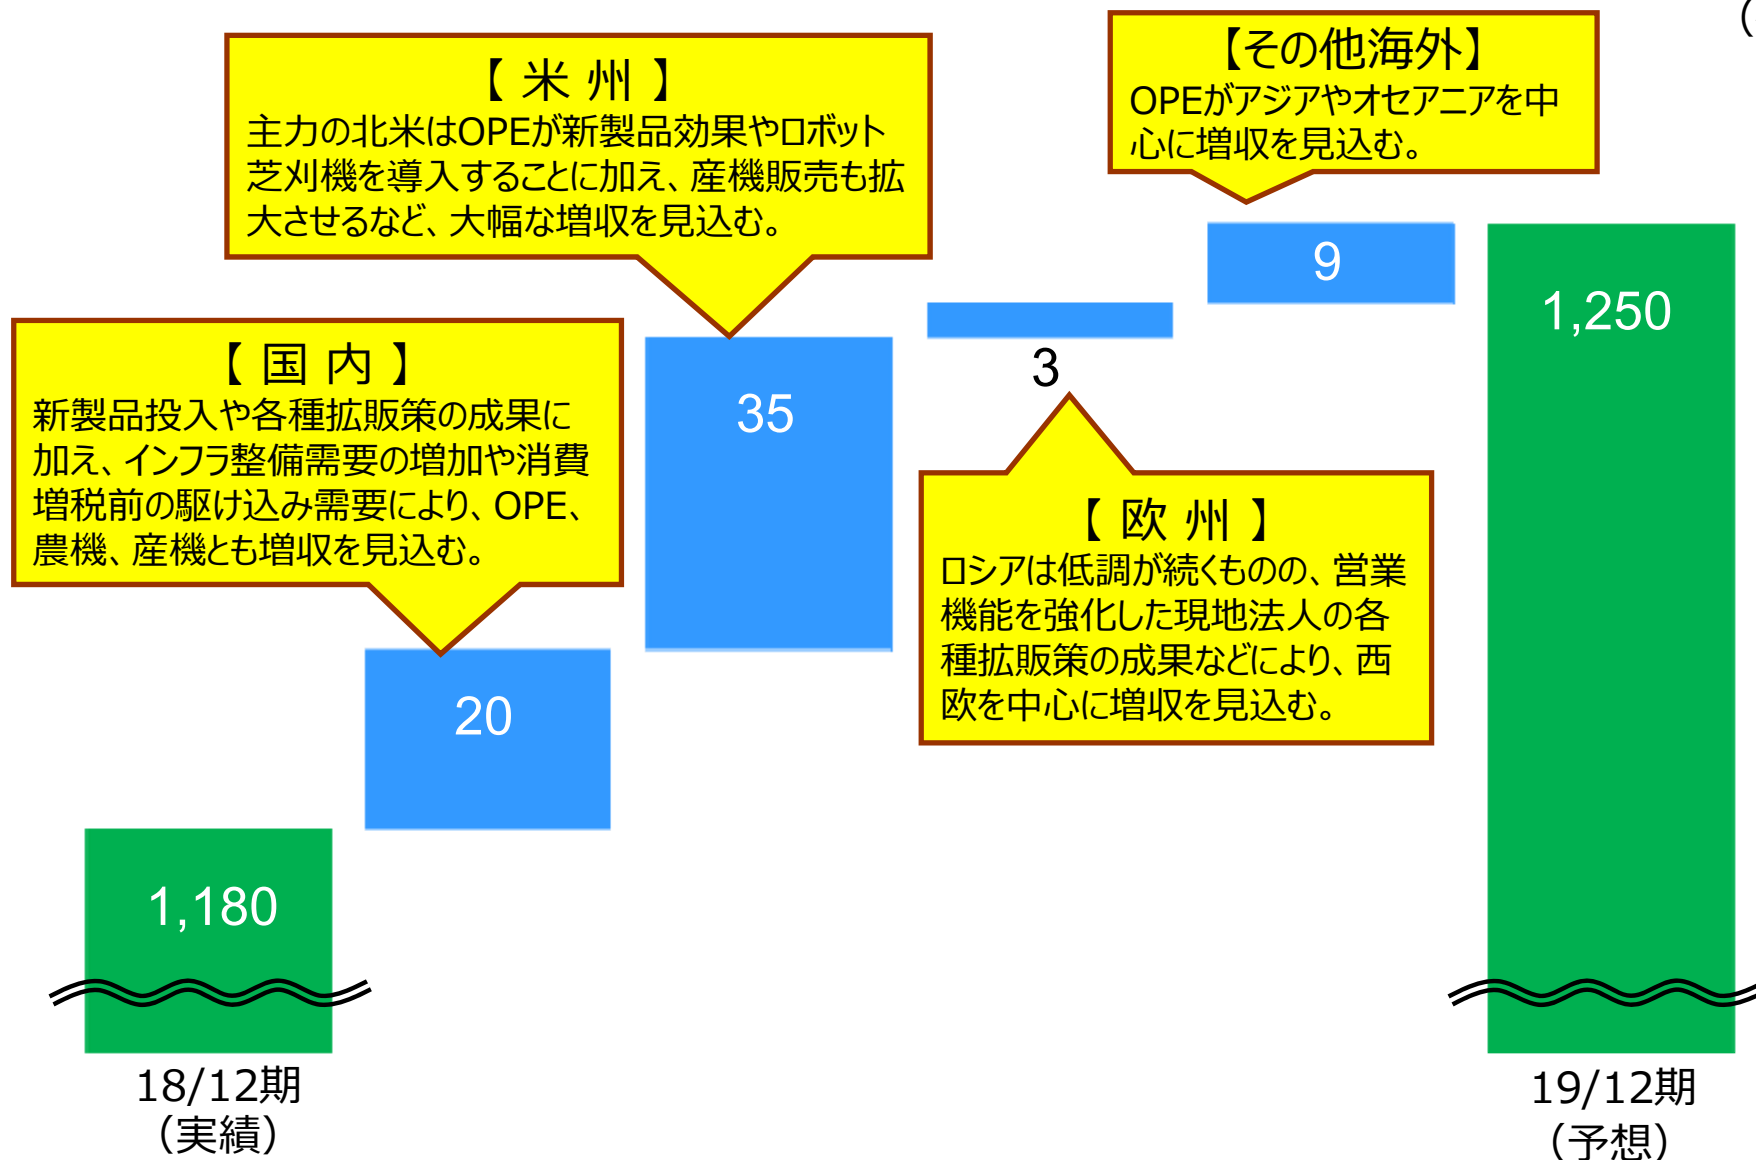 （
【その他海外】
OPEがアジアやオセアニアを中
心に増収を見込む。
【 米 州 】
主力の北米はOPEが新製品効果やロボット
芝刈機を導入することに加え、産機販売も拡
大させるなど、大幅な増収を見込む。
9
1,250
【 国 内 】
新製品投入や各種拡販策の成果に
加え、インフラ整備需要の増加や消費
増税前の駆け込み需要により、OPE、
農機、産機とも増収を見込む。
35
3
【 欧 州 】
ロシアは低調が続くものの、営業
機能を強化した現地法人の各
種拡販策の成果などにより、西
欧を中心に増収を見込む。
20
1,180
18/12期
（実績）
19/12期
（予想）